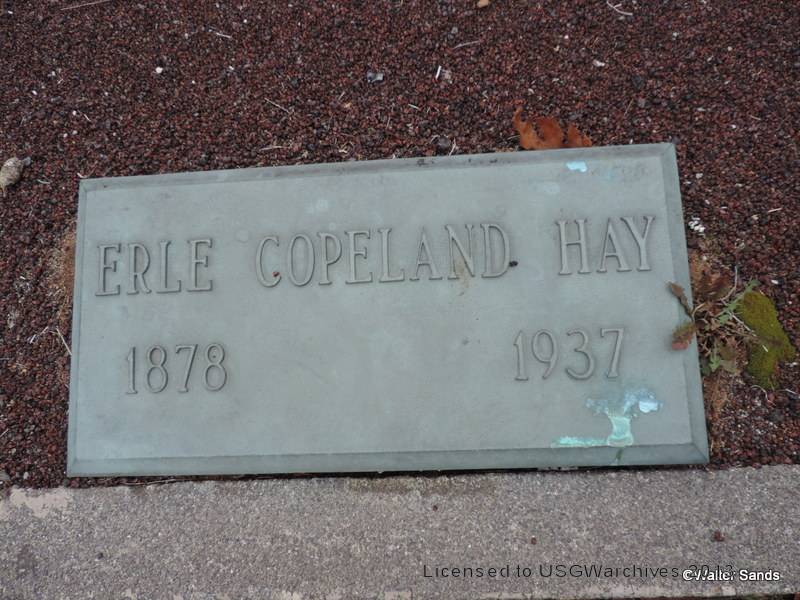 ERLE COPELAND HAY
1878 1937
Licensed to USGWarchives 2013
©Walter Sands